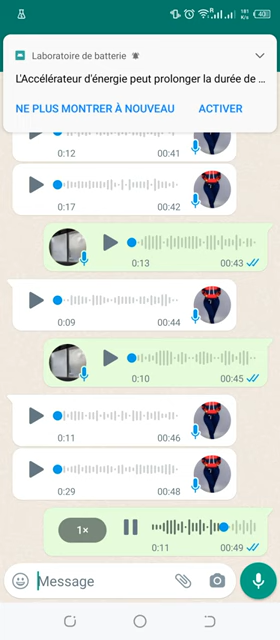 181
K/s
Laboratoire de batterie
L'Accélérateur d'énergie peut prolonger la durée de ...
NE PLUS MONTRER À NOUVEAU ACTIVER
0:12 00:41
0:17 00:42
0:13 00:43
0:09 00:44
0:10 00:45
0:11 00:46
0:29 00:48
1×
0:11 00:49
Message